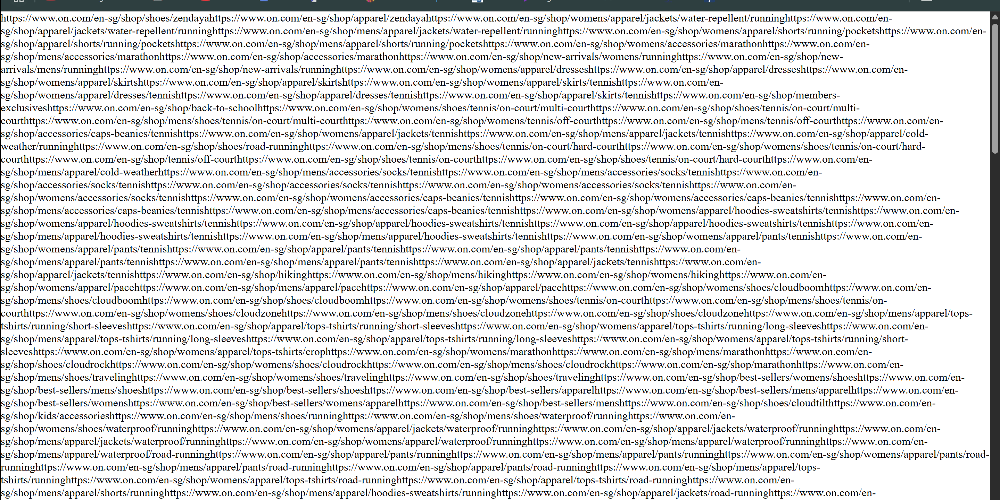 https://www.on.com/en-sg/shop/shoes/zendayahttps://www.on.com/en-sg/shop/apparel/zendayahttps://www.on.com/en-sg/shop/womens/apparel/jackets/water-repellent/runninghttps://www.on.com/en-
sg/shop/apparel/jackets/water-repellent/runninghttps://www.on.com/en-sg/shop/mens/apparel/jackets/water-repellent/runninghttps://www.on.com/en-sg/shop/womens/apparel/shorts/running/pocketshttps://www.on.com/en-
sg/shop/apparel/shorts/running/pocketshttps://www.on.com/en-sg/shop/mens/apparel/shorts/running/pocketshttps://www.on.com/en-sg/shop/womens/accessories/marathonhttps://www.on.com/en-
sg/shop/mens/accessories/marathonhttps://www.on.com/en-sg/shop/accessories/marathonhttps://www.on.com/en-sg/shop/new-arrivals/womens/runninghttps://www.on.com/en-sg/shop/new-
arrivals/mens/runninghttps://www.on.com/en-sg/shop/new-arrivals/runninghttps://www.on.com/en-sg/shop/womens/apparel/dresseshttps://www.on.com/en-sg/shop/apparel/dresseshttps://www.on.com/en-
sg/shop/womens/apparel/skirtshttps://www.on.com/en-sg/shop/apparel/skirtshttps://www.on.com/en-sg/shop/womens/apparel/skirts/tennishttps://www.on.com/en-
sg/shop/womens/apparel/dresses/tennishttps://www.on.com/en-sg/shop/apparel/dresses/tennishttps://www.on.com/en-sg/shop/apparel/skirts/tennishttps://www.on.com/en-sg/shop/members-
exclusiveshttps://www.on.com/en-sg/shop/back-to-schoolhttps://www.on.com/en-sg/shop/womens/shoes/tennis/on-court/multi-courthttps://www.on.com/en-sg/shop/shoes/tennis/on-court/multi-
courthttps://www.on.com/en-sg/shop/mens/shoes/tennis/on-court/multi-courthttps://www.on.com/en-sg/shop/womens/tennis/off-courthttps://www.on.com/en-sg/shop/mens/tennis/off-courthttps://www.on.com/en-
sg/shop/accessories/caps-beanies/tennishttps://www.on.com/en-sg/shop/womens/apparel/jackets/tennishttps://www.on.com/en-sg/shop/mens/apparel/jackets/tennishttps://www.on.com/en-sg/shop/apparel/cold-
weather/runninghttps://www.on.com/en-sg/shop/shoes/road-runninghttps://www.on.com/en-sg/shop/mens/shoes/tennis/on-court/hard-courthttps://www.on.com/en-sg/shop/womens/shoes/tennis/on-court/hard-
courthttps://www.on.com/en-sg/shop/tennis/off-courthttps://www.on.com/en-sg/shop/shoes/tennis/on-courthttps://www.on.com/en-sg/shop/shoes/tennis/on-court/hard-courthttps://www.on.com/en-
sg/shop/mens/apparel/cold-weatherhttps://www.on.com/en-sg/shop/mens/accessories/socks/tennishttps://www.on.com/en-sg/shop/mens/accessories/socks/tennishttps://www.on.com/en-
sg/shop/accessories/socks/tennishttps://www.on.com/en-sg/shop/accessories/socks/tennishttps://www.on.com/en-sg/shop/womens/accessories/socks/tennishttps://www.on.com/en-
sg/shop/womens/accessories/socks/tennishttps://www.on.com/en-sg/shop/womens/accessories/caps-beanies/tennishttps://www.on.com/en-sg/shop/womens/accessories/caps-beanies/tennishttps://www.on.com/en-
sg/shop/mens/accessories/caps-beanies/tennishttps://www.on.com/en-sg/shop/mens/accessories/caps-beanies/tennishttps://www.on.com/en-sg/shop/womens/apparel/hoodies-sweatshirts/tennishttps://www.on.com/en-
sg/shop/womens/apparel/hoodies-sweatshirts/tennishttps://www.on.com/en-sg/shop/apparel/hoodies-sweatshirts/tennishttps://www.on.com/en-sg/shop/apparel/hoodies-sweatshirts/tennishttps://www.on.com/en-
sg/shop/mens/apparel/hoodies-sweatshirts/tennishttps://www.on.com/en-sg/shop/mens/apparel/hoodies-sweatshirts/tennishttps://www.on.com/en-sg/shop/womens/apparel/pants/tennishttps://www.on.com/en-
sg/shop/womens/apparel/pants/tennishttps://www.on.com/en-sg/shop/apparel/pants/tennishttps://www.on.com/en-sg/shop/apparel/pants/tennishttps://www.on.com/en-
sg/shop/mens/apparel/pants/tennishttps://www.on.com/en-sg/shop/mens/apparel/pants/tennishttps://www.on.com/en-sg/shop/apparel/jackets/tennishttps://www.on.com/en-
sg/shop/apparel/jackets/tennishttps://www.on.com/en-sg/shop/hikinghttps://www.on.com/en-sg/shop/mens/hikinghttps://www.on.com/en-sg/shop/womens/hikinghttps://www.on.com/en-
sg/shop/womens/apparel/pacehttps://www.on.com/en-sg/shop/mens/apparel/pacehttps://www.on.com/en-sg/shop/apparel/pacehttps://www.on.com/en-sg/shop/womens/shoes/cloudboomhttps://www.on.com/en-
sg/shop/mens/shoes/cloudboomhttps://www.on.com/en-sg/shop/shoes/cloudboomhttps://www.on.com/en-sg/shop/womens/shoes/tennis/on-courthttps://www.on.com/en-sg/shop/mens/shoes/tennis/on-
courthttps://www.on.com/en-sg/shop/womens/shoes/cloudzonehttps://www.on.com/en-sg/shop/mens/shoes/cloudzonehttps://www.on.com/en-sg/shop/shoes/cloudzonehttps://www.on.com/en-sg/shop/mens/apparel/tops-
tshirts/running/short-sleeveshttps://www.on.com/en-sg/shop/apparel/tops-tshirts/running/short-sleeveshttps://www.on.com/en-sg/shop/womens/apparel/tops-tshirts/running/long-sleeveshttps://www.on.com/en-
sg/shop/mens/apparel/tops-tshirts/running/long-sleeveshttps://www.on.com/en-sg/shop/apparel/tops-tshirts/running/long-sleeveshttps://www.on.com/en-sg/shop/womens/apparel/tops-tshirts/running/short-
sleeveshttps://www.on.com/en-sg/shop/womens/apparel/tops-tshirts/crophttps://www.on.com/en-sg/shop/womens/marathonhttps://www.on.com/en-sg/shop/mens/marathonhttps://www.on.com/en-
sg/shop/shoes/cloudrockhttps://www.on.com/en-sg/shop/womens/shoes/cloudrockhttps://www.on.com/en-sg/shop/mens/shoes/cloudrockhttps://www.on.com/en-sg/shop/marathonhttps://www.on.com/en-
sg/shop/mens/shoes/travelinghttps://www.on.com/en-sg/shop/womens/shoes/travelinghttps://www.on.com/en-sg/shop/shoes/travelinghttps://www.on.com/en-sg/shop/best-sellers/womens/shoeshttps://www.on.com/en-
sg/shop/best-sellers/mens/shoeshttps://www.on.com/en-sg/shop/best-sellers/shoeshttps://www.on.com/en-sg/shop/best-sellers/apparelhttps://www.on.com/en-sg/shop/best-sellers/mens/apparelhttps://www.on.com/en-
sg/shop/best-sellers/womenshttps://www.on.com/en-sg/shop/best-sellers/womens/apparelhttps://www.on.com/en-sg/shop/best-sellers/menshttps://www.on.com/en-sg/shop/shoes/cloudtilthttps://www.on.com/en-
sg/shop/kids/accessorieshttps://www.on.com/en-sg/shop/mens/shoes/runninghttps://www.on.com/en-sg/shop/mens/shoes/waterproof/runninghttps://www.on.com/en-
sg/shop/womens/shoes/waterproof/runninghttps://www.on.com/en-sg/shop/womens/apparel/jackets/waterproof/runninghttps://www.on.com/en-sg/shop/apparel/jackets/waterproof/runninghttps://www.on.com/en-
sg/shop/mens/apparel/jackets/waterproof/runninghttps://www.on.com/en-sg/shop/womens/apparel/waterproof/runninghttps://www.on.com/en-sg/shop/mens/apparel/waterproof/runninghttps://www.on.com/en-
sg/shop/mens/apparel/waterproof/road-runninghttps://www.on.com/en-sg/shop/apparel/pants/runninghttps://www.on.com/en-sg/shop/mens/apparel/pants/runninghttps://www.on.com/en-sg/shop/womens/apparel/pants/road-
runninghttps://www.on.com/en-sg/shop/mens/apparel/pants/road-runninghttps://www.on.com/en-sg/shop/apparel/pants/road-runninghttps://www.on.com/en-sg/shop/mens/apparel/tops-
tshirts/runninghttps://www.on.com/en-sg/shop/womens/apparel/tops-tshirts/road-runninghttps://www.on.com/en-sg/shop/apparel/tops-tshirts/road-runninghttps://www.on.com/en-
sg/shop/mens/apparel/shorts/runninghttps://www.on.com/en-sg/shop/mens/apparel/hoodies-sweatshirts/runninghttps://www.on.com/en-sg/shop/apparel/jackets/road-runninghttps://www.on.com/en-